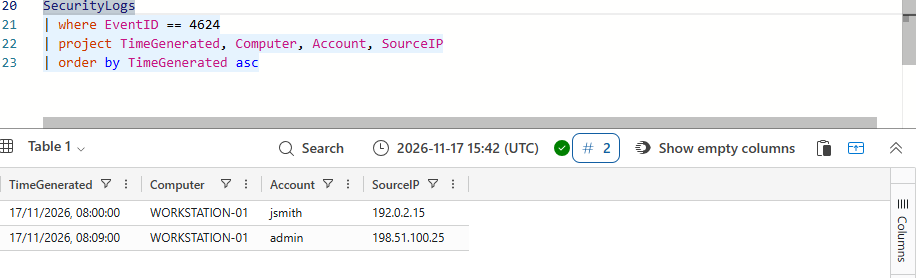 20 SecurityLogs
21 | where EventID == 4624
22 | project TimeGenerated, Computer, Account, SourceIP
23 | order by TimeGenerated asc
Table 1 Search 2026-11-17 15:42 (UTC) # 2 Show empty columns
TimeGenerated Computer Account SourceIP
17/11/2026, 08:00:00 WORKSTATION-01 jsmith 192.0.2.15
17/11/2026, 08:09:00 WORKSTATION-01 admin 198.51.100.25
Columns